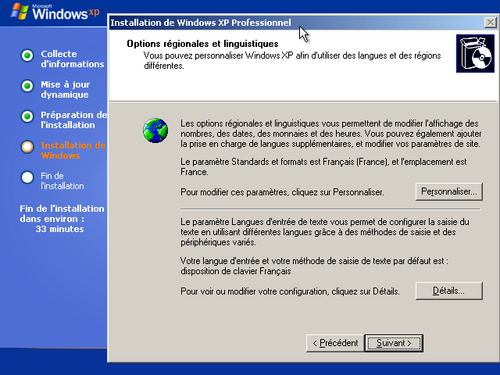 Microsoft
Windows xp
Collecte
d'informations
Mise à jour
dynamique
Préparation de
l'installation
Installation de
Windows
Fin de
l'installation
Fin de l'installation
dans environ :
33 minutes
Installation de Windows XP Professionnel
Options régionales et linguistiques
Vous pouvez personnaliser Windows XP afin d'utiliser des langues et des régions
différentes.
Les options régionales et linguistiques vous permettent de modifier l'affichage des
nombres, des dates, des monnaies et des heures. Vous pouvez également ajouter
la prise en charge de langues supplémentaires, et modifier vos paramètres de site.
Le paramètre Standards et formats est Français (France), et l'emplacement est
France.
Pour modifier ces paramètres, cliquez sur Personnaliser.
Personnaliser...
Le paramètre Langues d'entrée de texte vous permet de configurer la saisie du
texte en utilisant différentes langues grâce à des méthodes de saisie et des
périphériques variés.
Votre langue d'entrée et votre méthode de saisie de texte par défaut est :
disposition de clavier Français
Pour voir ou modifier votre configuration, cliquez sur Détails.
Détails...
< Précédent
Suivant >